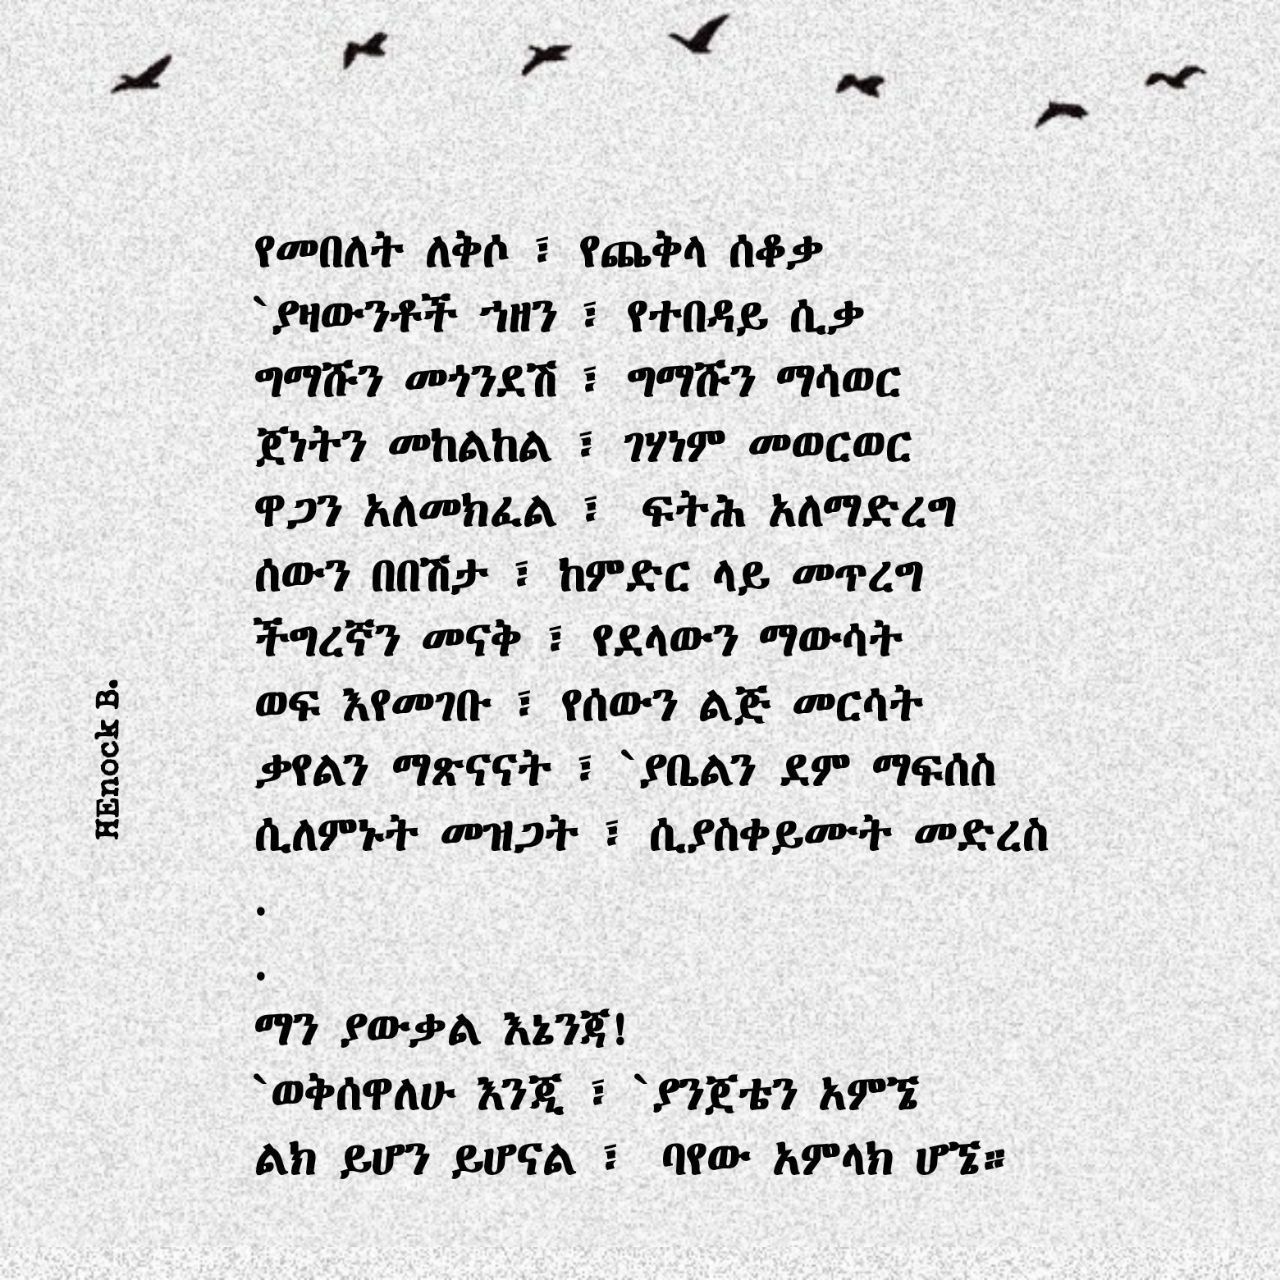 የመበለት ለቅሶ ፣ የጨቅላ ሰቆቃ
`ያዛውንቶች ኀዘን ፣ የተበዳይ ሲቃ
ግማሹን መጎንደሽ ፣ ግማሹን ማሳወር
ጀነትን መከልከል ፣ ገሃነም መወርወር
ዋጋን አለመክፈል ፣ ፍትሕ አለማድረግ
ሰውን በበሽታ ፣ ከምድር ላይ መጥረግ
ችግረኛን መናቅ ፣ የደላውን ማውሳት
ወፍ እየመገቡ ፣ የሰውን ልጅ መርሳት
ቃየልን ማጽናናት ፣ `ያቤልን ደም ማፍሰስ
ሲለምኑት መዝጋት ፣ ሲያስቀይሙት መድረስ
.
.
ማን ያውቃል እኔንጃ!
`ወቅሰዋለሁ እንጂ ፣ `ያንጀቴን አምኜ
ልክ ይሆን ይሆናል ፣ ባየው አምላክ ሆኜ።
HEnock B.